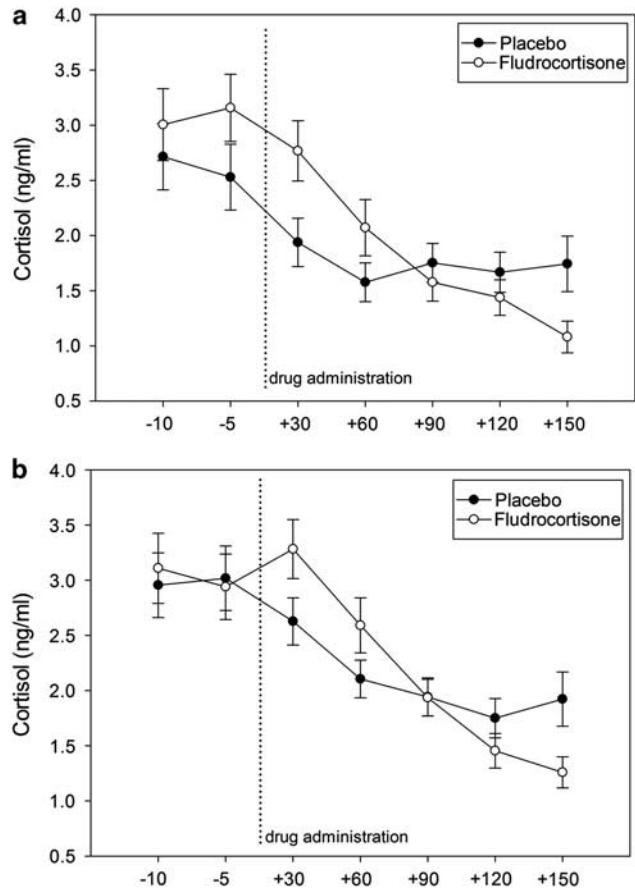 a
4.0
Placebo
Fludrocortisone
3.5
3.0
2.5
2.0
1.5
1.0
0.5
Cortisol (ng/ml)
drug administration
-10 -5 +30 +60 +90 +120 +150
b
4.0
Placebo
Fludrocortisone
3.5
3.0
2.5
2.0
1.5
1.0
0.5
Cortisol (ng/ml)
drug administration
-10 -5 +30 +60 +90 +120 +150